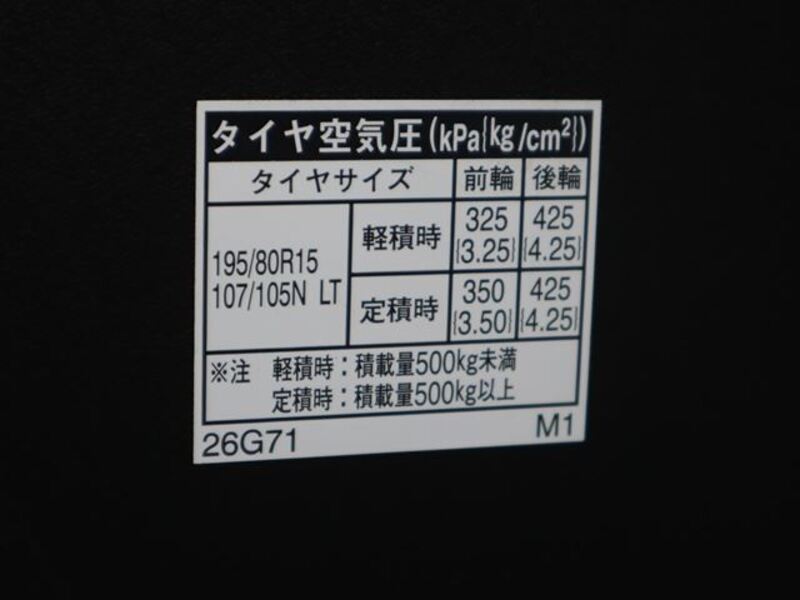 タイヤ空気圧(kPa{kg/cm²})
タイヤサイズ 前輪 後輪
195/80R15 107/105N LT
軽積時 325 {3.25} 425 {4.25}
定積時 350 {3.50} 425 {4.25}
※注 軽積時：積載量500kg未満
定積時：積載量500kg以上
26G71 M1